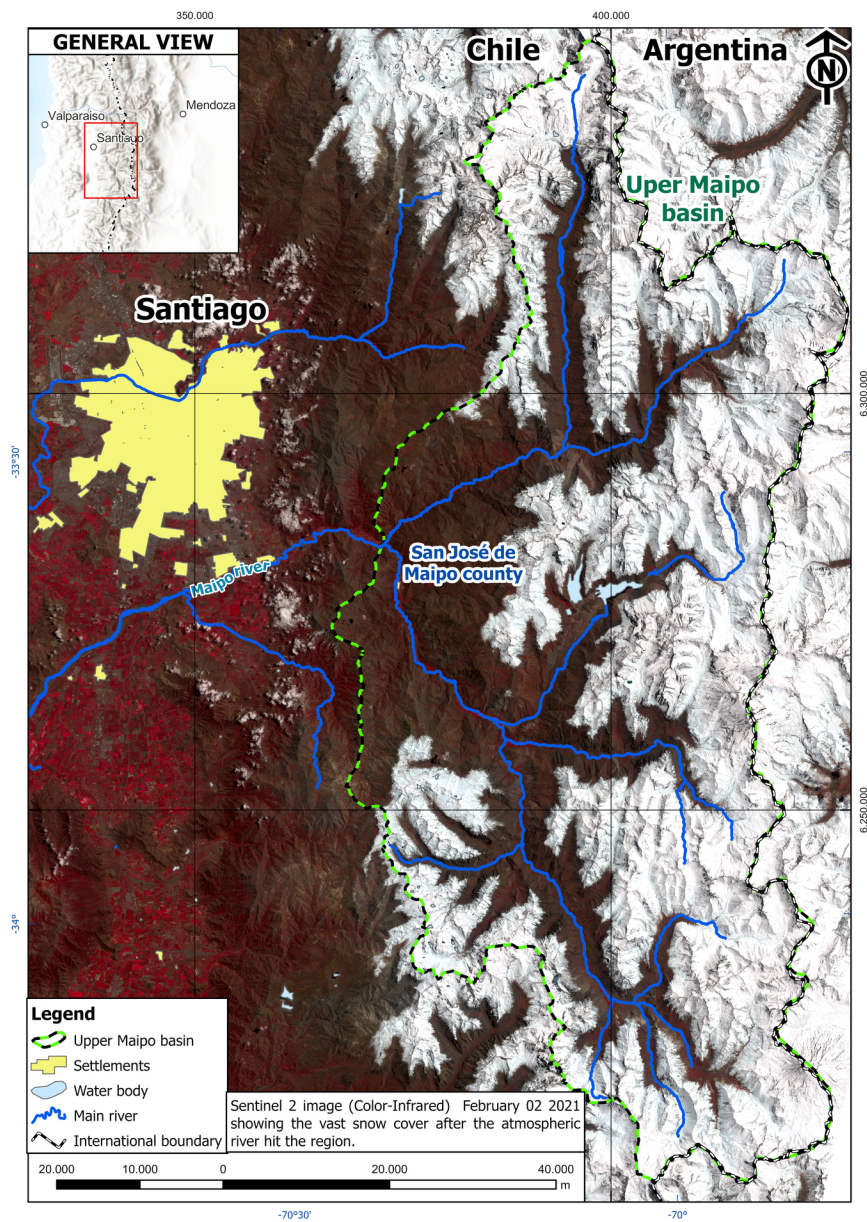 350.000
400.000
GENERAL VIEW
Valparaiso
Mendoza
Santiago
Chile
Argentina
N
Uper Maipo
basin
Santiago
6.300.000
-33°30'
San José de
Maipo county
Maipo river
6.250.000
-34°
Legend
Upper Maipo basin
Settlements
Water body
Main river
International boundary
Sentinel 2 image (Color-Infrared) February 02 2021
showing the vast snow cover after the atmospheric
river hit the region.
20.000 10.000 0 20.000 40.000
m
-70°30'
-70°